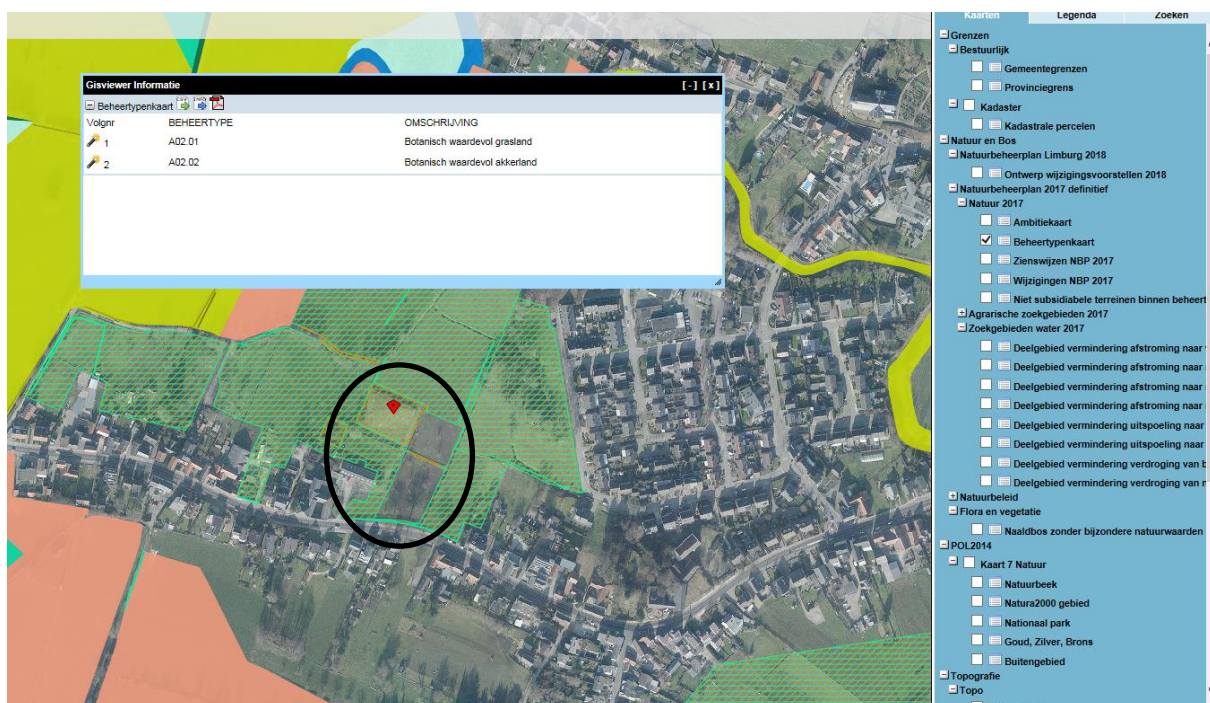 Kaarten Legenda Zoeken
Gisviewer Informatie [-] [x]
Beheertypenkaart
Volgnr BEHEERTYPE OMSCHRIJVING
1 A02.01 Botanisch waardevol grasland
2 A02.02 Botanisch waardevol akkerland
Grenzen
Bestuurlijk
Gemeentegrenzen
Provinciegrens
Kadaster
Kadastrale percelen
Natuur en Bos
Natuurbeheerplan Limburg 2018
Ontwerp wijzigingsvoorstellen 2018
Natuurbeheerplan 2017 definitief
Natuur 2017
Ambitiekaart
Beheertypenkaart
Zienswijzen NBP 2017
Wijzigingen NBP 2017
Niet subsidiabele terreinen binnen beheert
Agrarische zoekgebieden 2017
Zoekgebieden water 2017
Deelgebied vermindering afstroming naar
Deelgebied vermindering afstroming naar
Deelgebied vermindering afstroming naar
Deelgebied vermindering afstroming naar
Deelgebied vermindering uitspoeling naar
Deelgebied vermindering uitspoeling naar
Deelgebied vermindering verdroging van b
Deelgebied vermindering verdroging van n
Natuurbeleid
Flora en vegetatie
Naaldbos zonder bijzondere natuurwaarden
POL2014
Kaart 7 Natuur
Natuurbeek
Natura2000 gebied
Nationaal park
Goud, Zilver, Brons
Buitengebied
Topografie
Topo